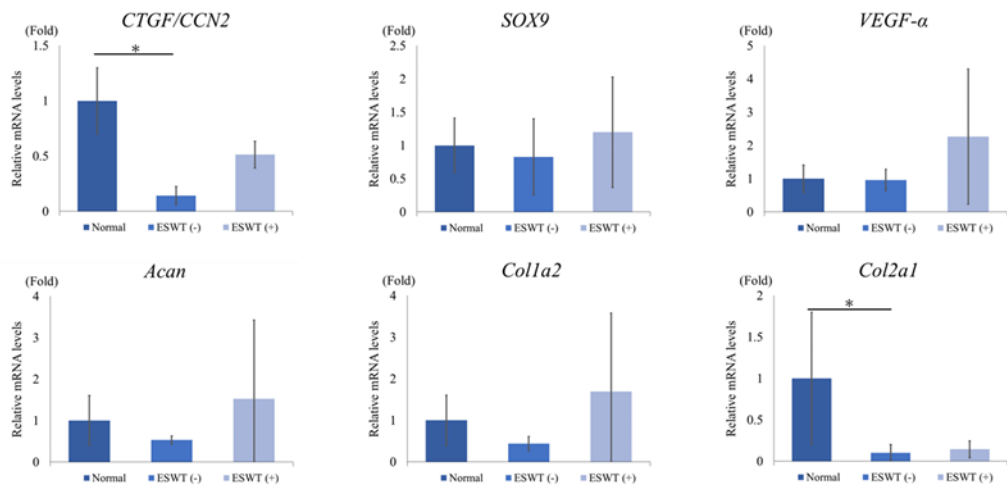 CTGF/CCN2
(Fold)
Relative mRNA levels
1.5
1
0.5
0
*
Normal ESWT (-) ESWT (+)
SOX9
(Fold)
Relative mRNA levels
2.5
2
1.5
1
0.5
0
Normal ESWT (-) ESWT (+)
VEGF-α
(Fold)
Relative mRNA levels
5
4
3
2
1
0
Normal ESWT (-) ESWT (+)
Acan
(Fold)
Relative mRNA levels
4
3
2
1
0
Normal ESWT (-) ESWT (+)
Col1a2
(Fold)
Relative mRNA levels
4
3
2
1
0
Normal ESWT (-) ESWT (+)
Col2a1
(Fold)
Relative mRNA levels
2
1.5
1
0.5
0
*
Normal ESWT (-) ESWT (+)